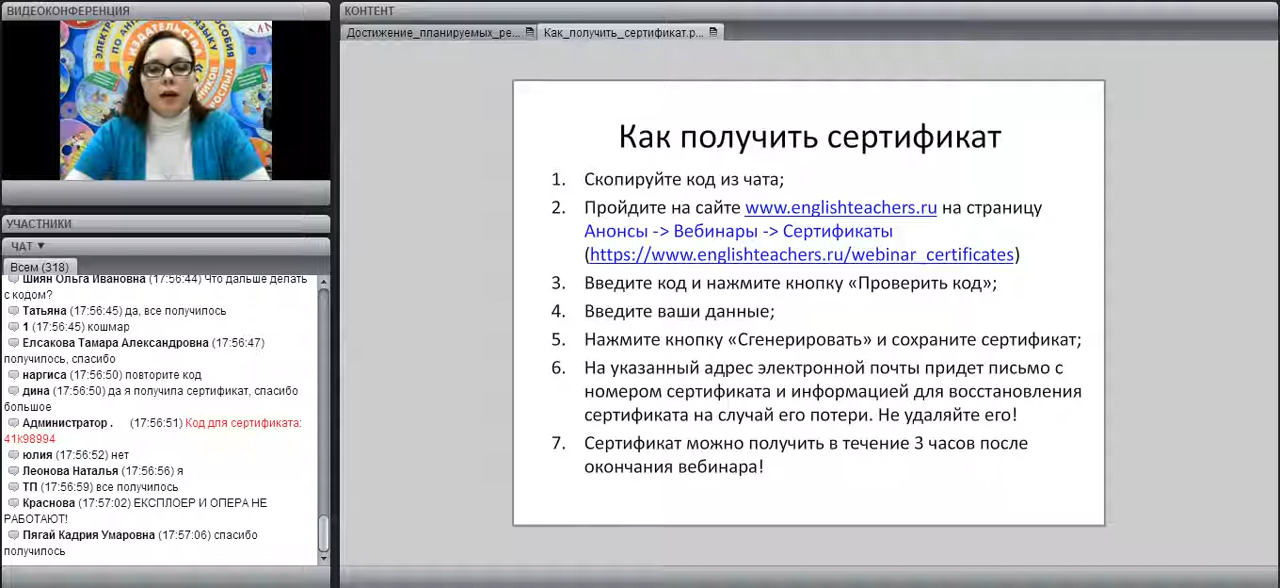 ВИДЕОКОНФЕРЕНЦИЯ
ИЗДАТЕЛЬСТВА
УЧАСТНИКИ
ЧАТ
Всем (318)
Шиян Ольга Ивановна (17:56:44) Что дальше делать
с кодом?
Татьяна (17:56:45) да, все получилось
1 (17:56:45) кошмар
Елсакова Тамара Александровна (17:56:47)
получилось, спасибо
наргиса (17:56:50) повторите код
дина (17:56:50) да я получила сертификат, спасибо
большое
Администратор . (17:56:51) Код для сертификата:
41k98994
юлия (17:56:52) нет
Леонова Наталья (17:56:56) я
ТП (17:56:59) все получилось
Краснова (17:57:02) ЕКСПЛОЕР И ОПЕРА НЕ
РАБОТАЮТ!
Пягай Кадрия Умаровна (17:57:06) спасибо
получилось
КОНТЕНТ
Достижение_планируемых_ре... Как_получить_сертификат.p...
Как получить сертификат
1. Скопируйте код из чата;
2. Пройдите на сайте www.englishteachers.ru на страницу
Анонсы -> Вебинары -> Сертификаты
(https://www.englishteachers.ru/webinar_certificates)
3. Введите код и нажмите кнопку «Проверить код»;
4. Введите ваши данные;
5. Нажмите кнопку «Сгенерировать» и сохраните сертификат;
6. На указанный адрес электронной почты придет письмо с
номером сертификата и информацией для восстановления
сертификата на случай его потери. Не удаляйте его!
7. Сертификат можно получить в течение 3 часов после
окончания вебинара!